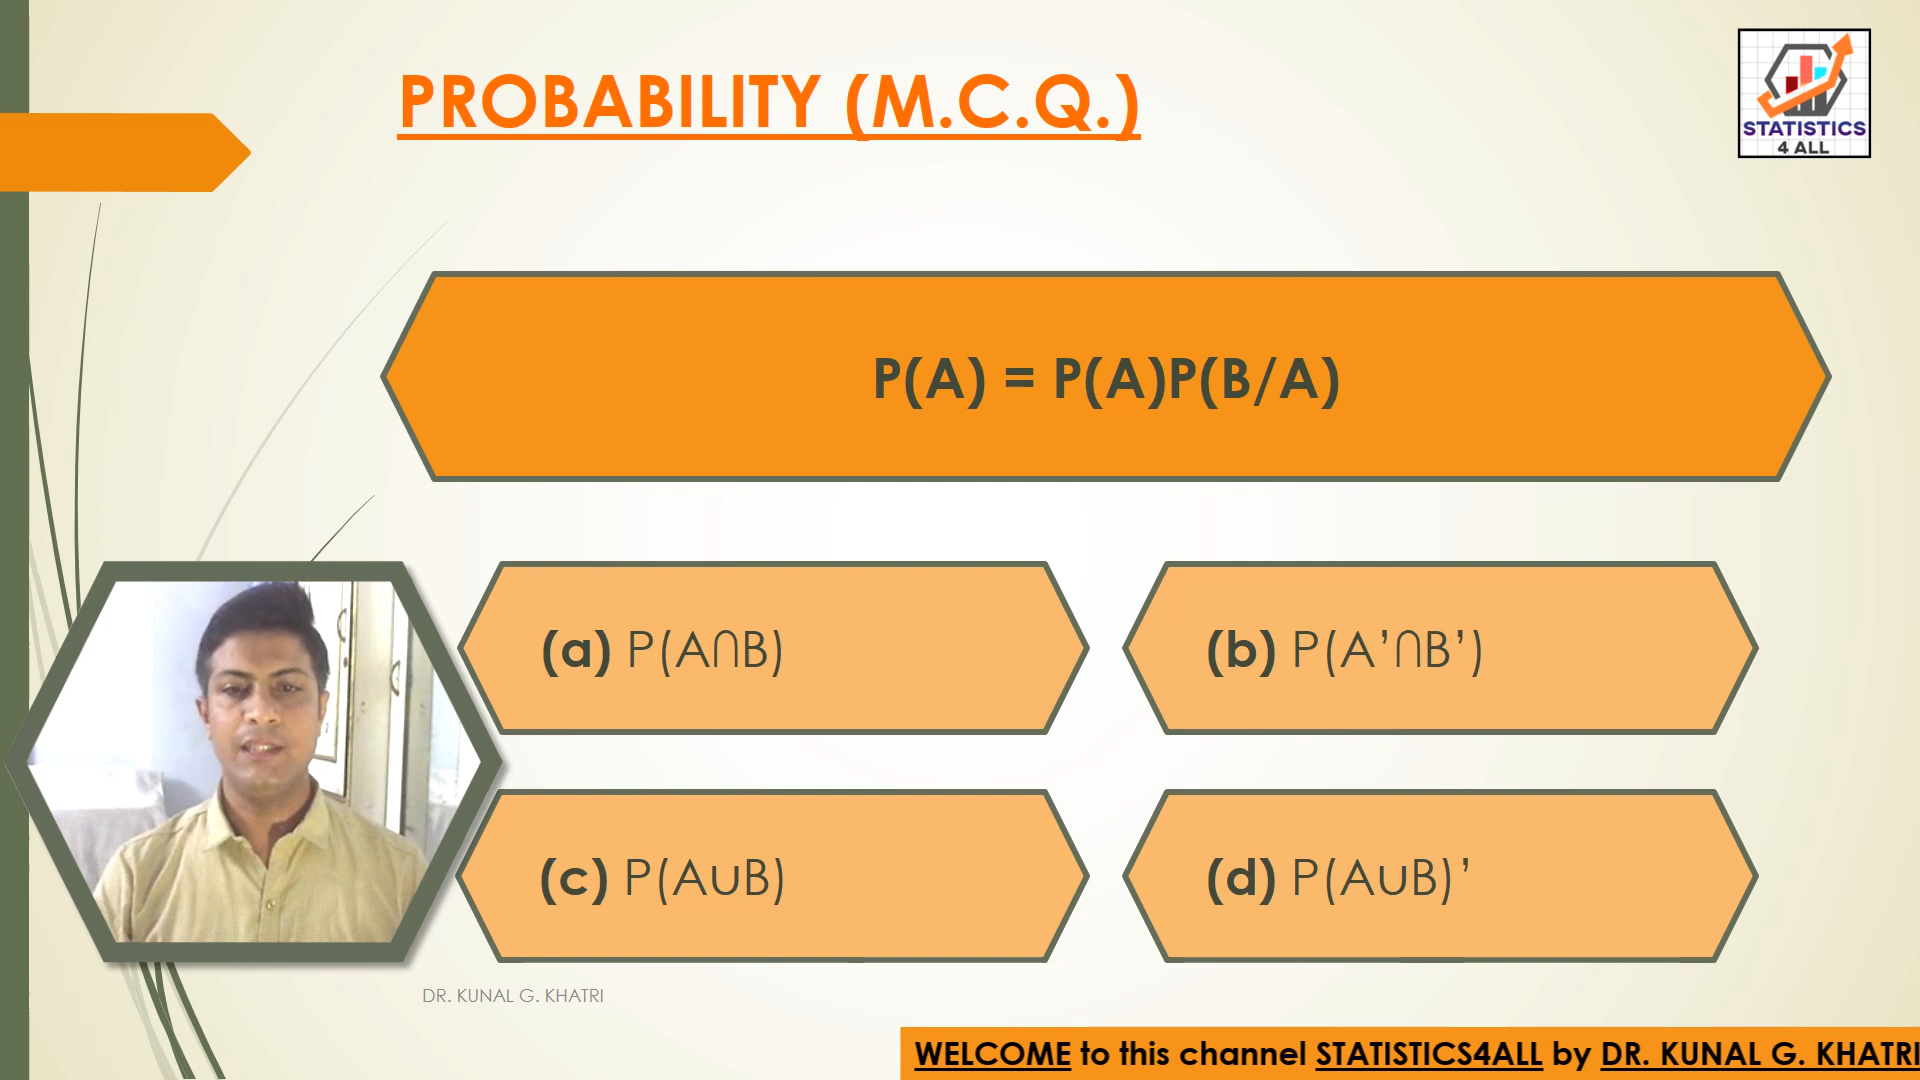 PROBABILITY (M.C.Q.)
STATISTICS
4 ALL
P(A) = P(A)P(B/A)
(a) P(A∩B)
(b) P(A’∩B’)
(c) P(A∪B)
(d) P(A∪B)’
DR. KUNAL G. KHATRI
WELCOME to this channel STATISTICS4ALL by DR. KUNAL G. KHATRI